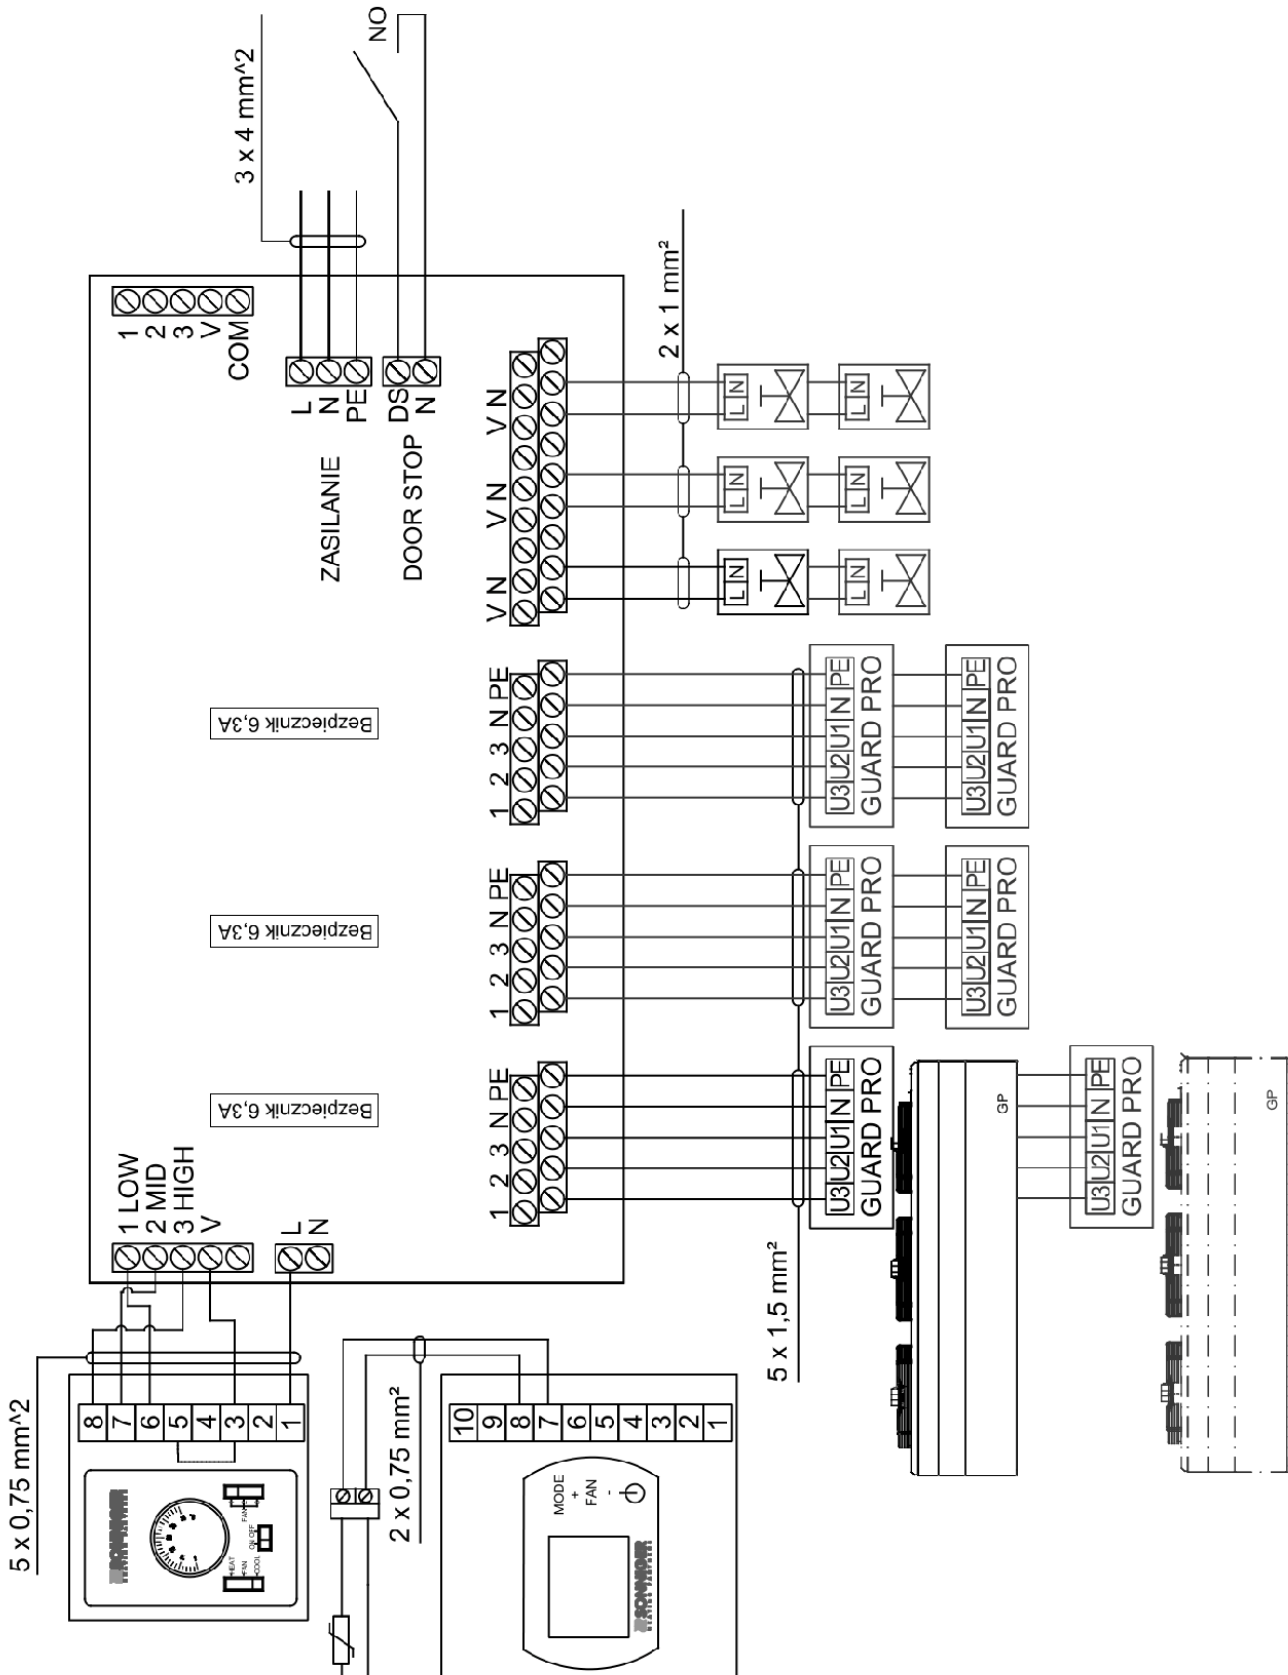 NO
3 x 4 mm^2
1
2
3
V
COM
L
N
PE
DS
N
ZASILANIE
DOOR STOP
2 x 1 mm²
V N
V N
V N
L N
L N
L N
L N
L N
L N
Bezpiecznik 6,3A
Bezpiecznik 6,3A
Bezpiecznik 6,3A
1 2 3 N PE
1 2 3 N PE
1 2 3 N PE
U3 U2 U1 N PE
GUARD PRO
U3 U2 U1 N PE
GUARD PRO
U3 U2 U1 N PE
GUARD PRO
U3 U2 U1 N PE
GUARD PRO
U3 U2 U1 N PE
GUARD PRO
U3 U2 U1 N PE
GUARD PRO
GP
GP
5 x 1,5 mm²
1 LOW
2 MID
3 HIGH
V
L
N
5 x 0,75 mm^2
8
7
6
5
4
3
2
1
SONNIGER
HEAT
FAN
COOL
ON OFF
FAN
2 x 0,75 mm²
10
9
8
7
6
5
4
3
2
1
MODE
+
FAN
-
SONNIGER
HEATING PARTNERS